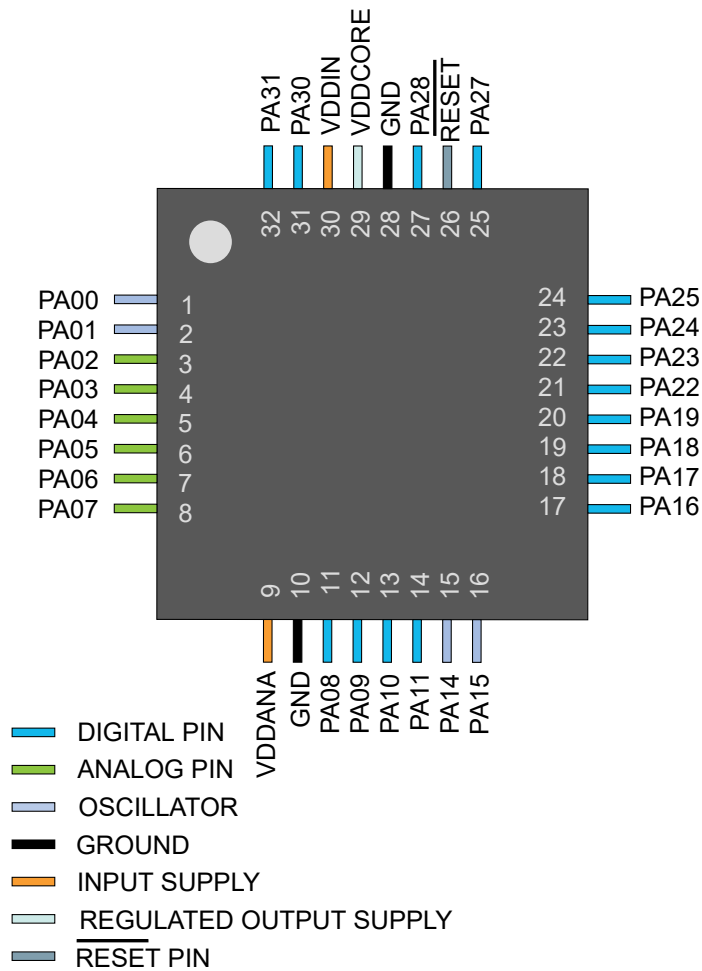 PA31
PA30
VDDIN
VDDCORE
GND
PA28
RESET
PA27
32
31
30
29
28
27
26
25
PA00
1
PA01
2
PA02
3
PA03
4
PA04
5
PA05
6
PA06
7
PA07
8
24
PA25
23
PA24
22
PA23
21
PA22
20
PA19
19
PA18
18
PA17
17
PA16
9
10
11
12
13
14
15
16
VDDANA
GND
PA08
PA09
PA10
PA11
PA14
PA15
DIGITAL PIN
ANALOG PIN
OSCILLATOR
GROUND
INPUT SUPPLY
REGULATED OUTPUT SUPPLY
RESET PIN